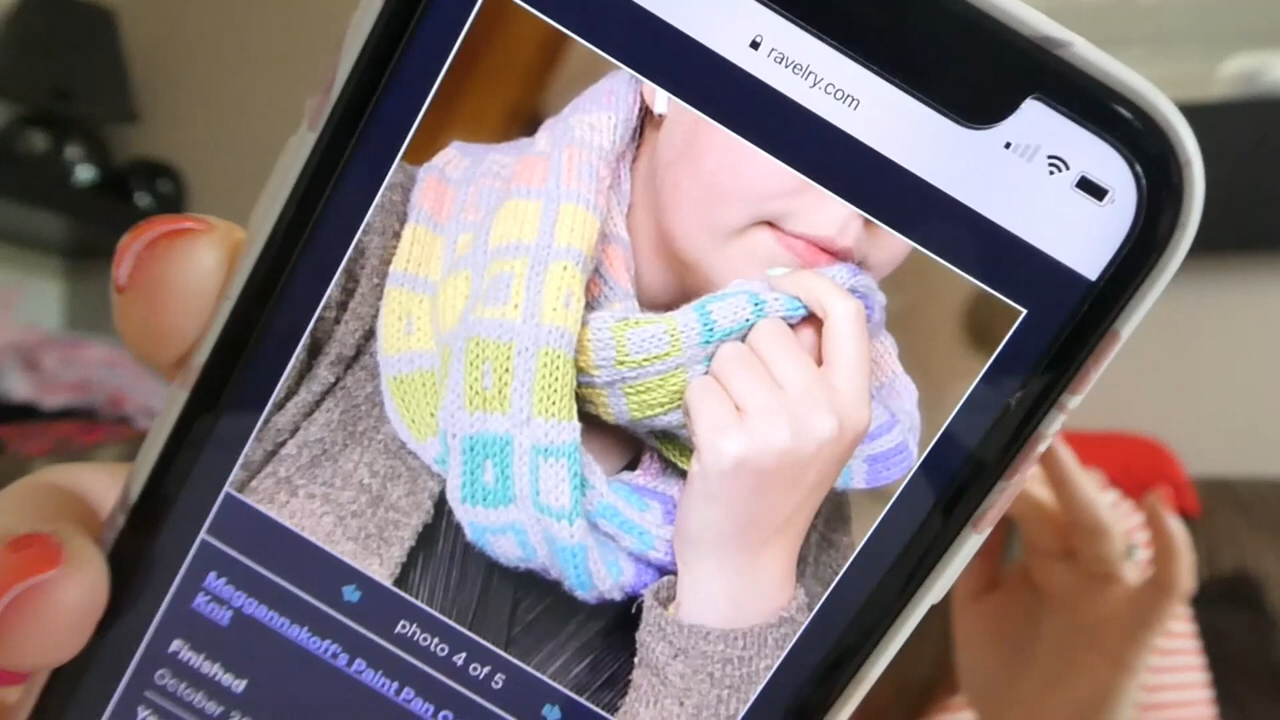 ravelry.com
photo 4 of 5
Meggannakoff's Paint Pan
Knit
Finished
October